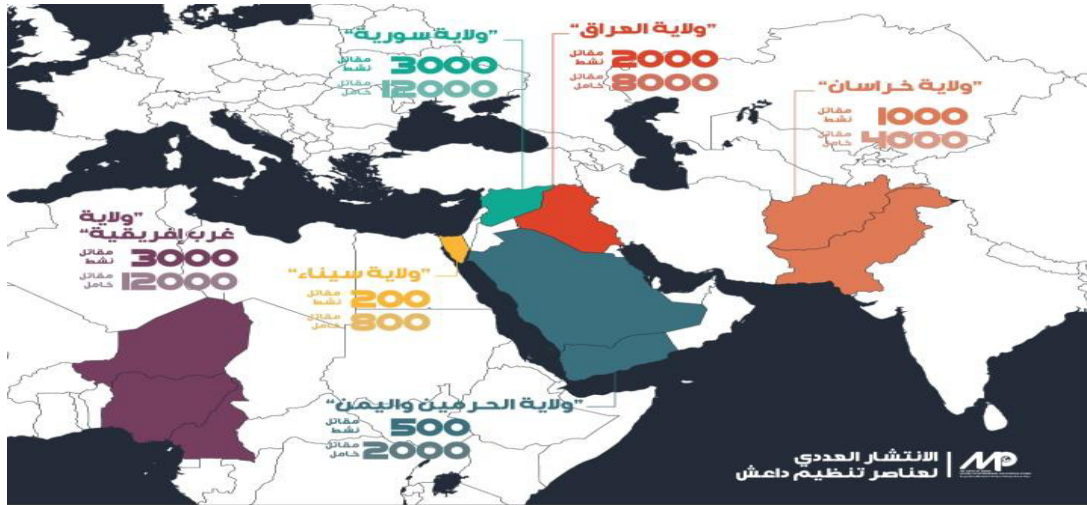 ”ولاية سورية“
3000 مقاتل نشط
12000 مقاتل خامل
”ولاية العراق“
2000 مقاتل نشط
8000 مقاتل خامل
”ولاية خراسان“
1000 مقاتل نشط
4000 مقاتل خامل
”ولاية
غرب إفريقية“
3000 مقاتل نشط
12000 مقاتل خامل
”ولاية سيناء“
200 مقاتل نشط
800 مقاتل خامل
”ولاية الحرمين واليمن“
500 مقاتل نشط
2000 مقاتل خامل
الانتشار العددي
لعناصر تنظيم داعش